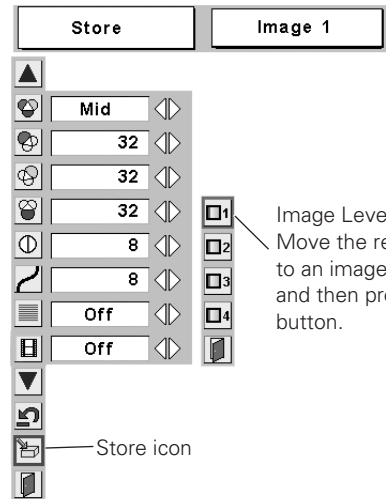 Store
Image 1
Mid
32
32
32
8
8
Off
Off
1
2
3
4
Image Leve
Move the re
to an image
and then pre
button.
Store icon